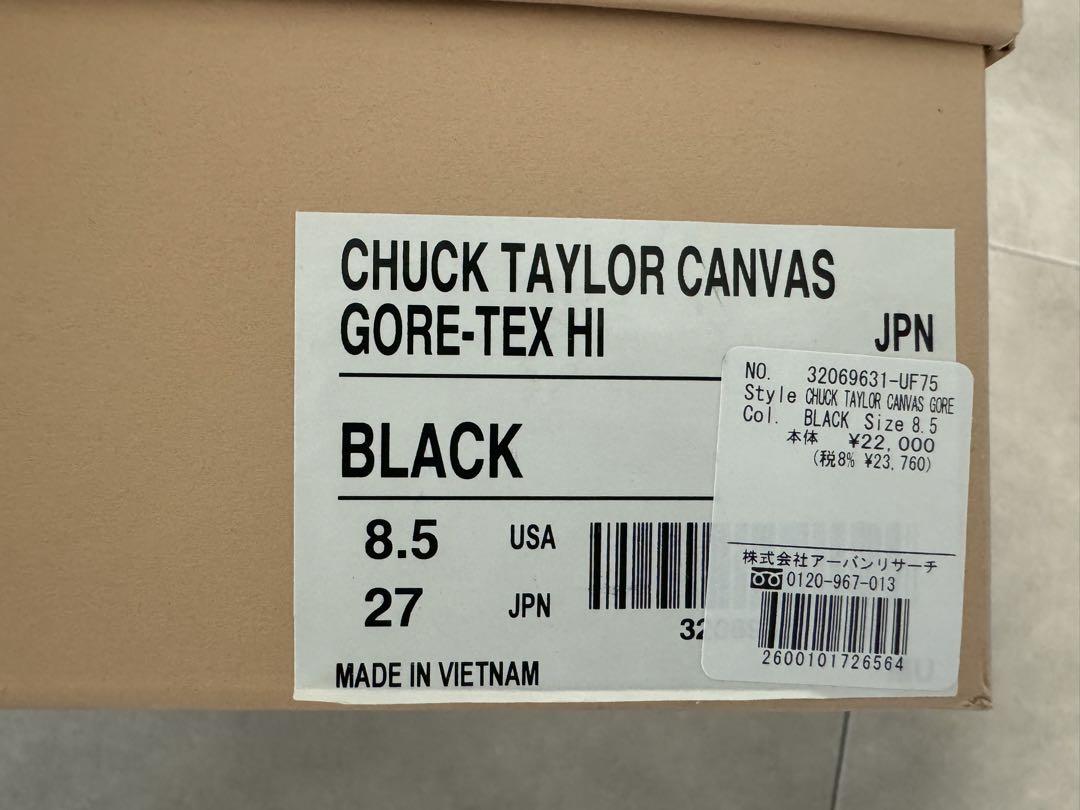 CHUCK TAYLOR CANVAS
GORE-TEX HI
JPN
BLACK
8.5 USA
27 JPN
MADE IN VIETNAM
NO. 32069631-UF75
Style CHUCK TAYLOR CANVAS GORE
Col. BLACK Size 8.5
本体 ¥22,000
(税8% ¥23,760)
株式会社アーバンリサーチ
0120-967-013
2600101726564